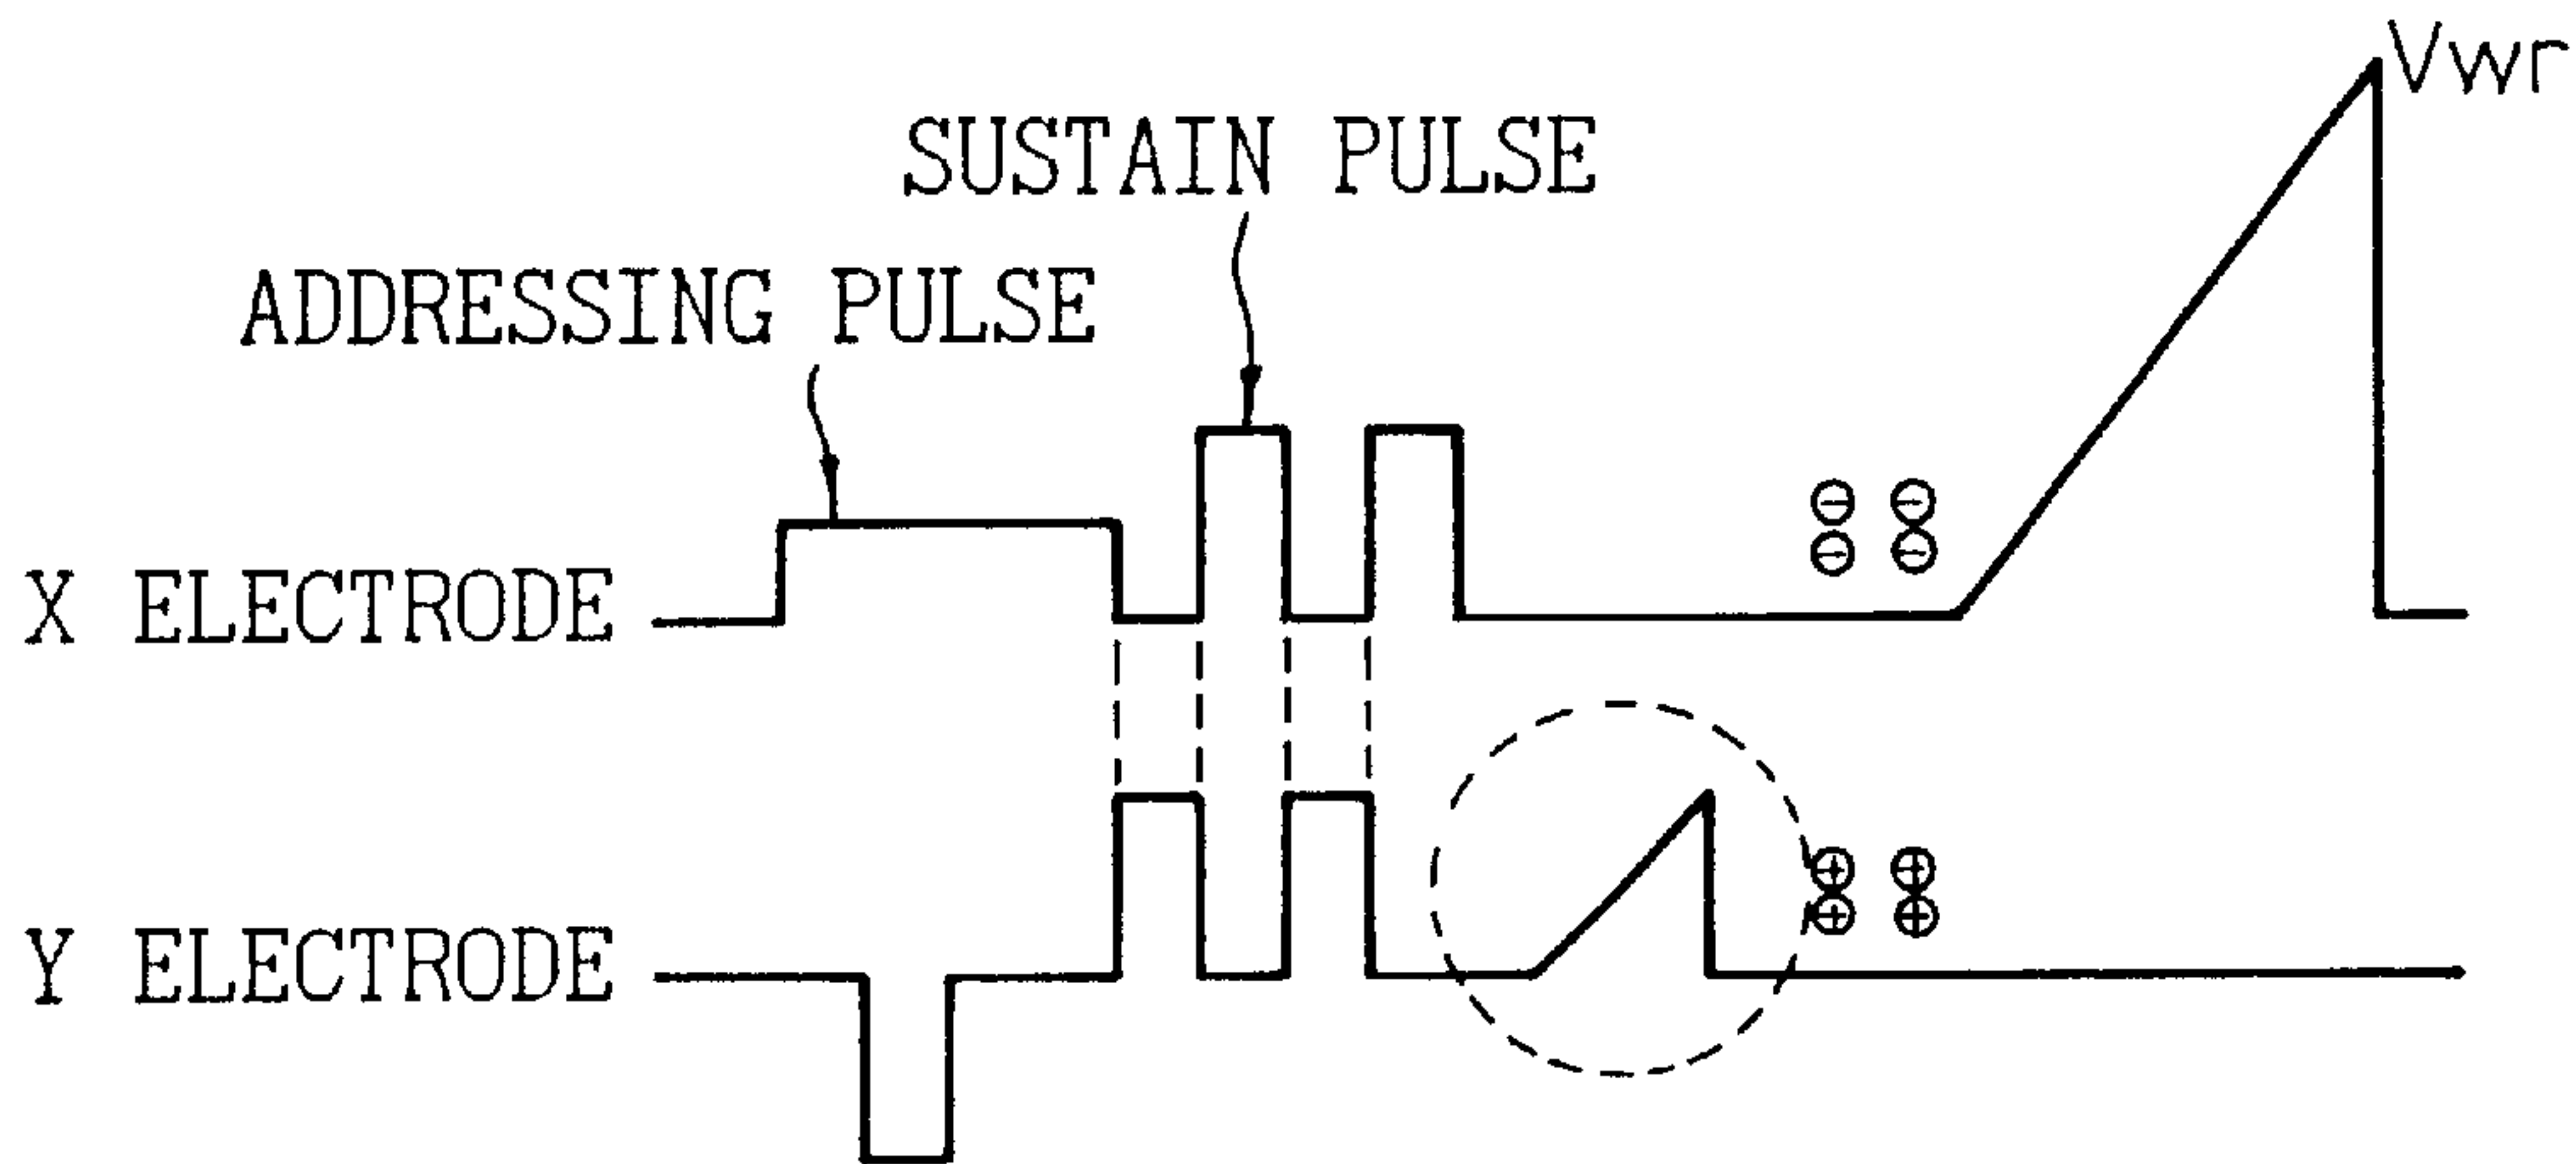 Vwr
SUSTAIN PULSE
ADDRESSING PULSE
X ELECTRODE
⊖ ⊖
⊖ ⊖
Y ELECTRODE
⊕ ⊕
⊕ ⊕